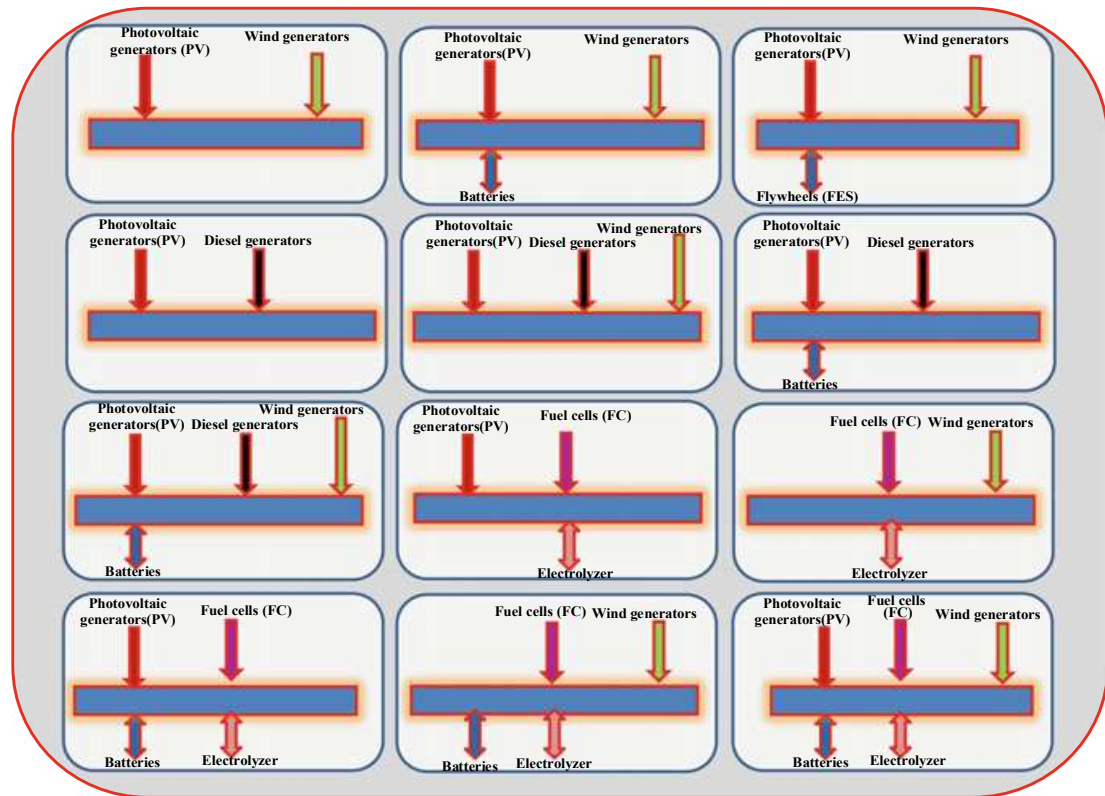 Photovoltaic
generators (PV)
Wind generators
Photovoltaic
generators(PV)
Wind generators
Batteries
Photovoltaic
generators(PV)
Wind generators
Flywheels (FES)
Photovoltaic
generators(PV)
Diesel generators
Photovoltaic
generators(PV)
Diesel generators
Wind generators
Photovoltaic
generators(PV)
Diesel generators
Batteries
Photovoltaic
generators(PV)
Diesel generators
Wind generators
Batteries
Photovoltaic
generators(PV)
Fuel cells (FC)
Electrolyzer
Fuel cells (FC)
Wind generators
Electrolyzer
Photovoltaic
generators(PV)
Fuel cells (FC)
Batteries
Electrolyzer
Fuel cells (FC)
Wind generators
Batteries
Electrolyzer
Photovoltaic
generators(PV)
Fuel cells
(FC)
Wind generators
Batteries
Electrolyzer